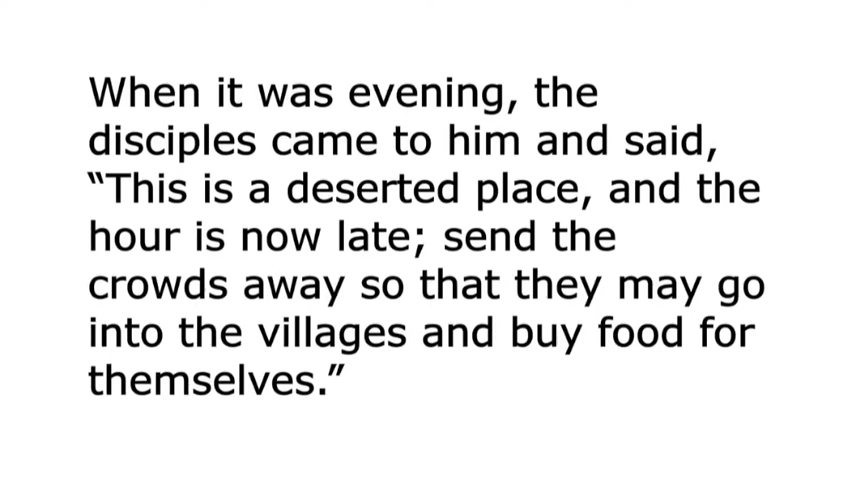 When it was evening, the
disciples came to him and said,
“This is a deserted place, and the
hour is now late; send the
crowds away so that they may go
into the villages and buy food for
themselves.”